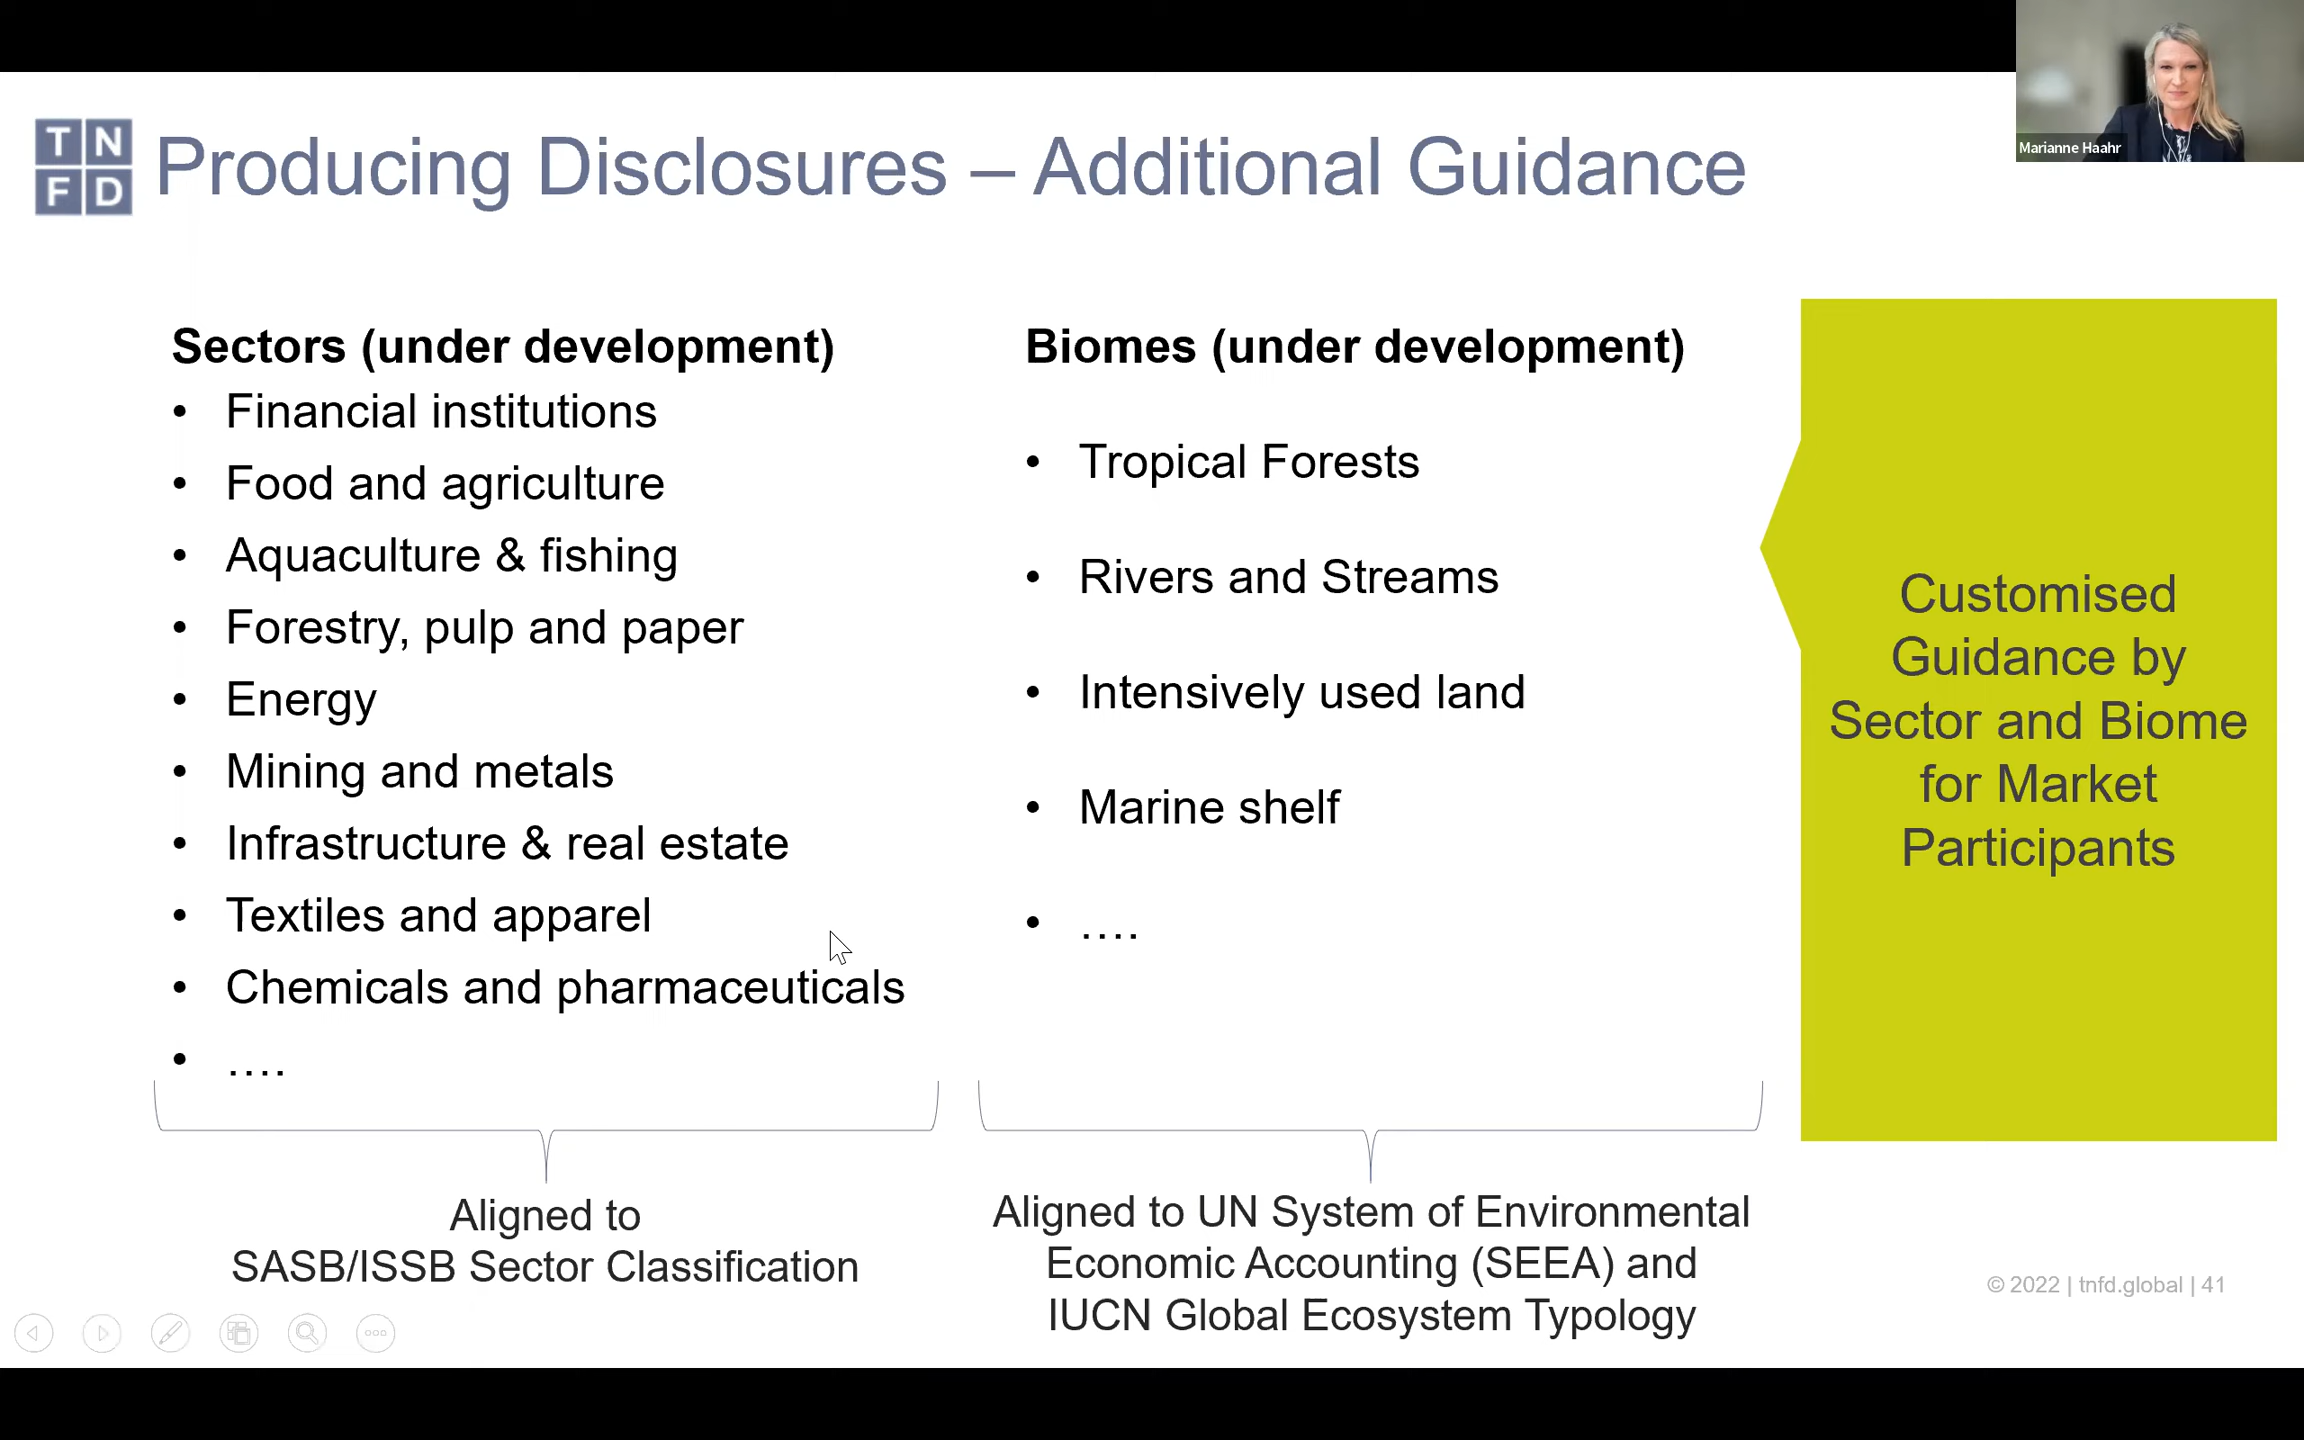 Marianne Haahr
T N
F D
Producing Disclosures – Additional Guidance
Sectors (under development)
• Financial institutions
• Food and agriculture
• Aquaculture & fishing
• Forestry, pulp and paper
• Energy
• Mining and metals
• Infrastructure & real estate
• Textiles and apparel
• Chemicals and pharmaceuticals
• ....
Aligned to
SASB/ISSB Sector Classification
Biomes (under development)
• Tropical Forests
• Rivers and Streams
• Intensively used land
• Marine shelf
• ....
Aligned to UN System of Environmental
Economic Accounting (SEEA) and
IUCN Global Ecosystem Typology
Customised
Guidance by
Sector and Biome
for Market
Participants
© 2022 | tnfd.global | 41